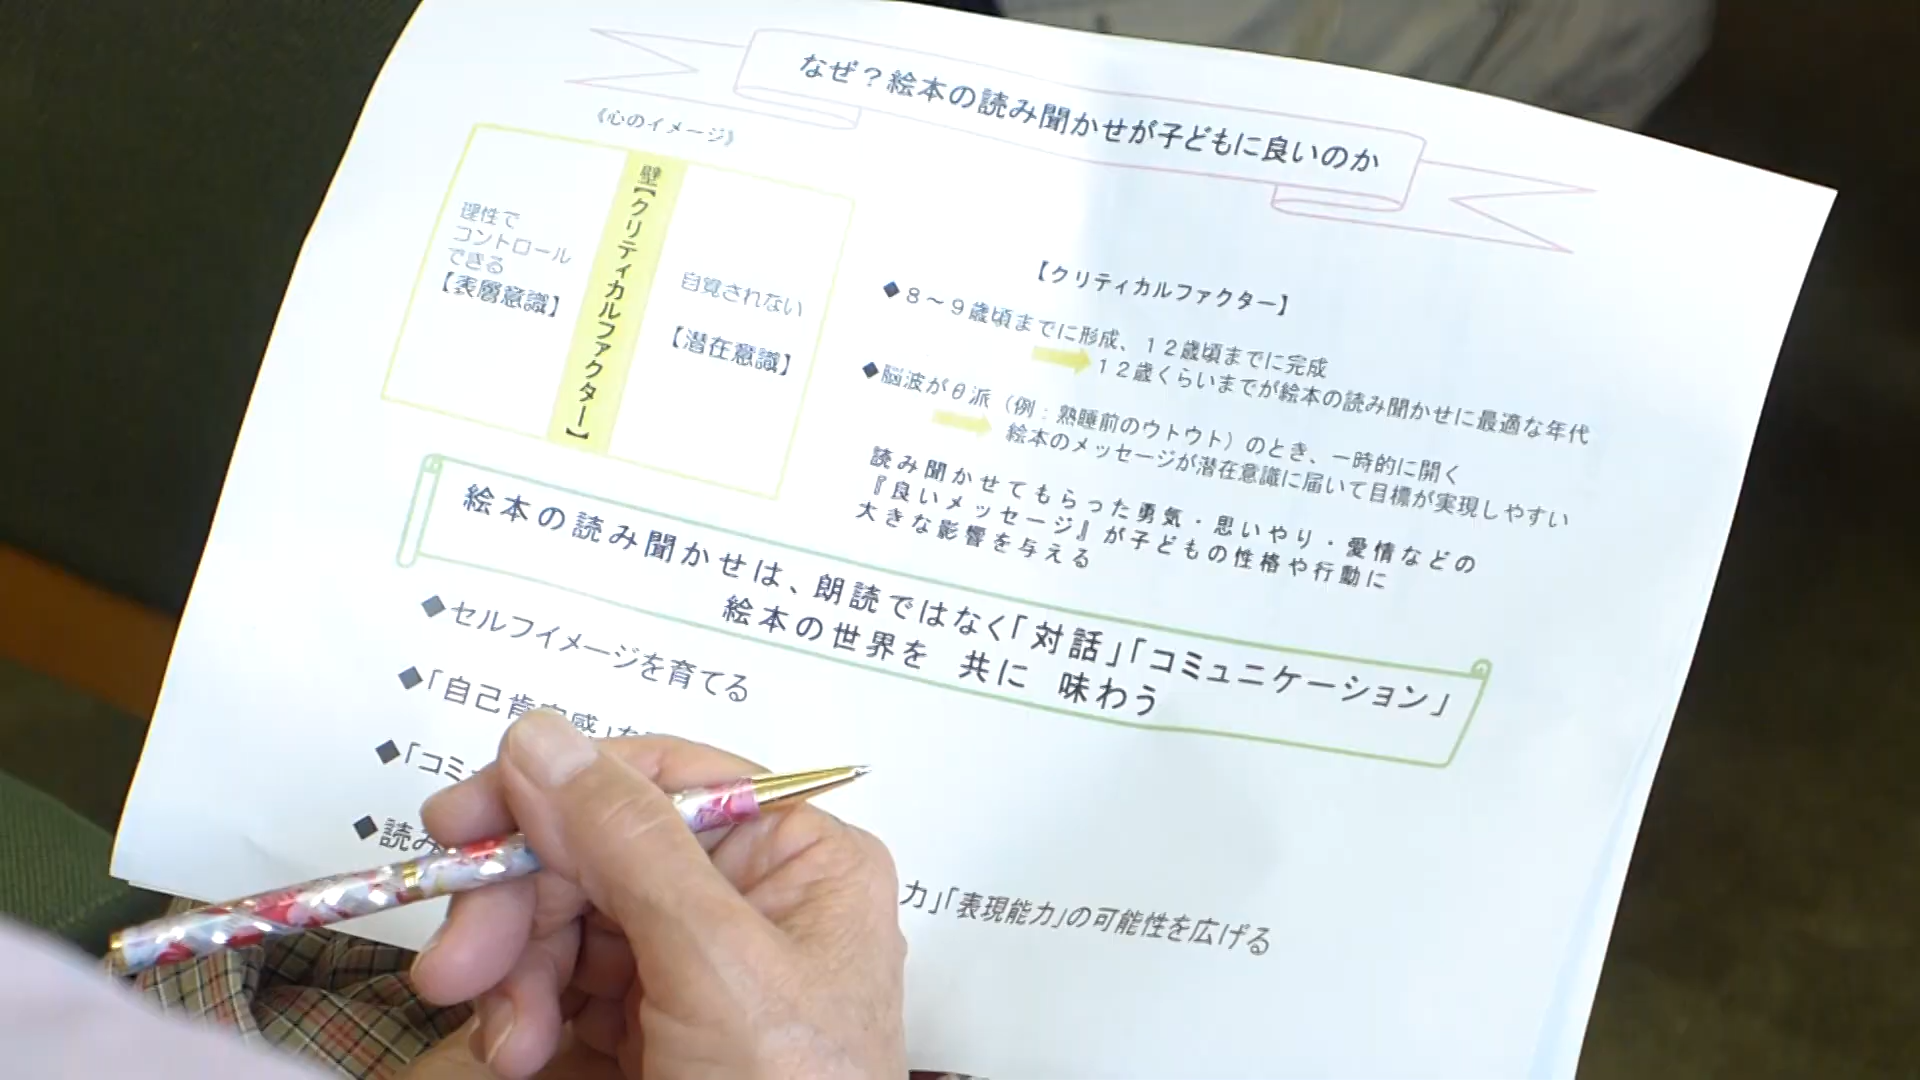 なぜ？絵本の読み聞かせが子どもに良いのか
《心のイメージ》
理性で
コントロール
できる
【表層意識】
壁【クリティカルファクター】
自覚されない
【潜在意識】
【クリティカルファクター】
◆８～９歳頃までに形成、１２歳頃までに完成
１２歳くらいまでが絵本の読み聞かせに最適な年代
◆脳波がθ派（例：熟睡前のウトウト）のとき、一時的に開く
絵本のメッセージが潜在意識に届いて目標が実現しやすい
読み聞かせてもらった勇気・思いやり・愛情などの
『良いメッセージ』が子どもの性格や行動に
大きな影響を与える
絵本の読み聞かせは、朗読ではなく「対話」「コミュニケーション」
絵本の世界を 共に 味わう
◆セルフイメージを育てる
◆「自己肯定感」
◆「コミ
◆読み
力」「表現能力」の可能性を広げる